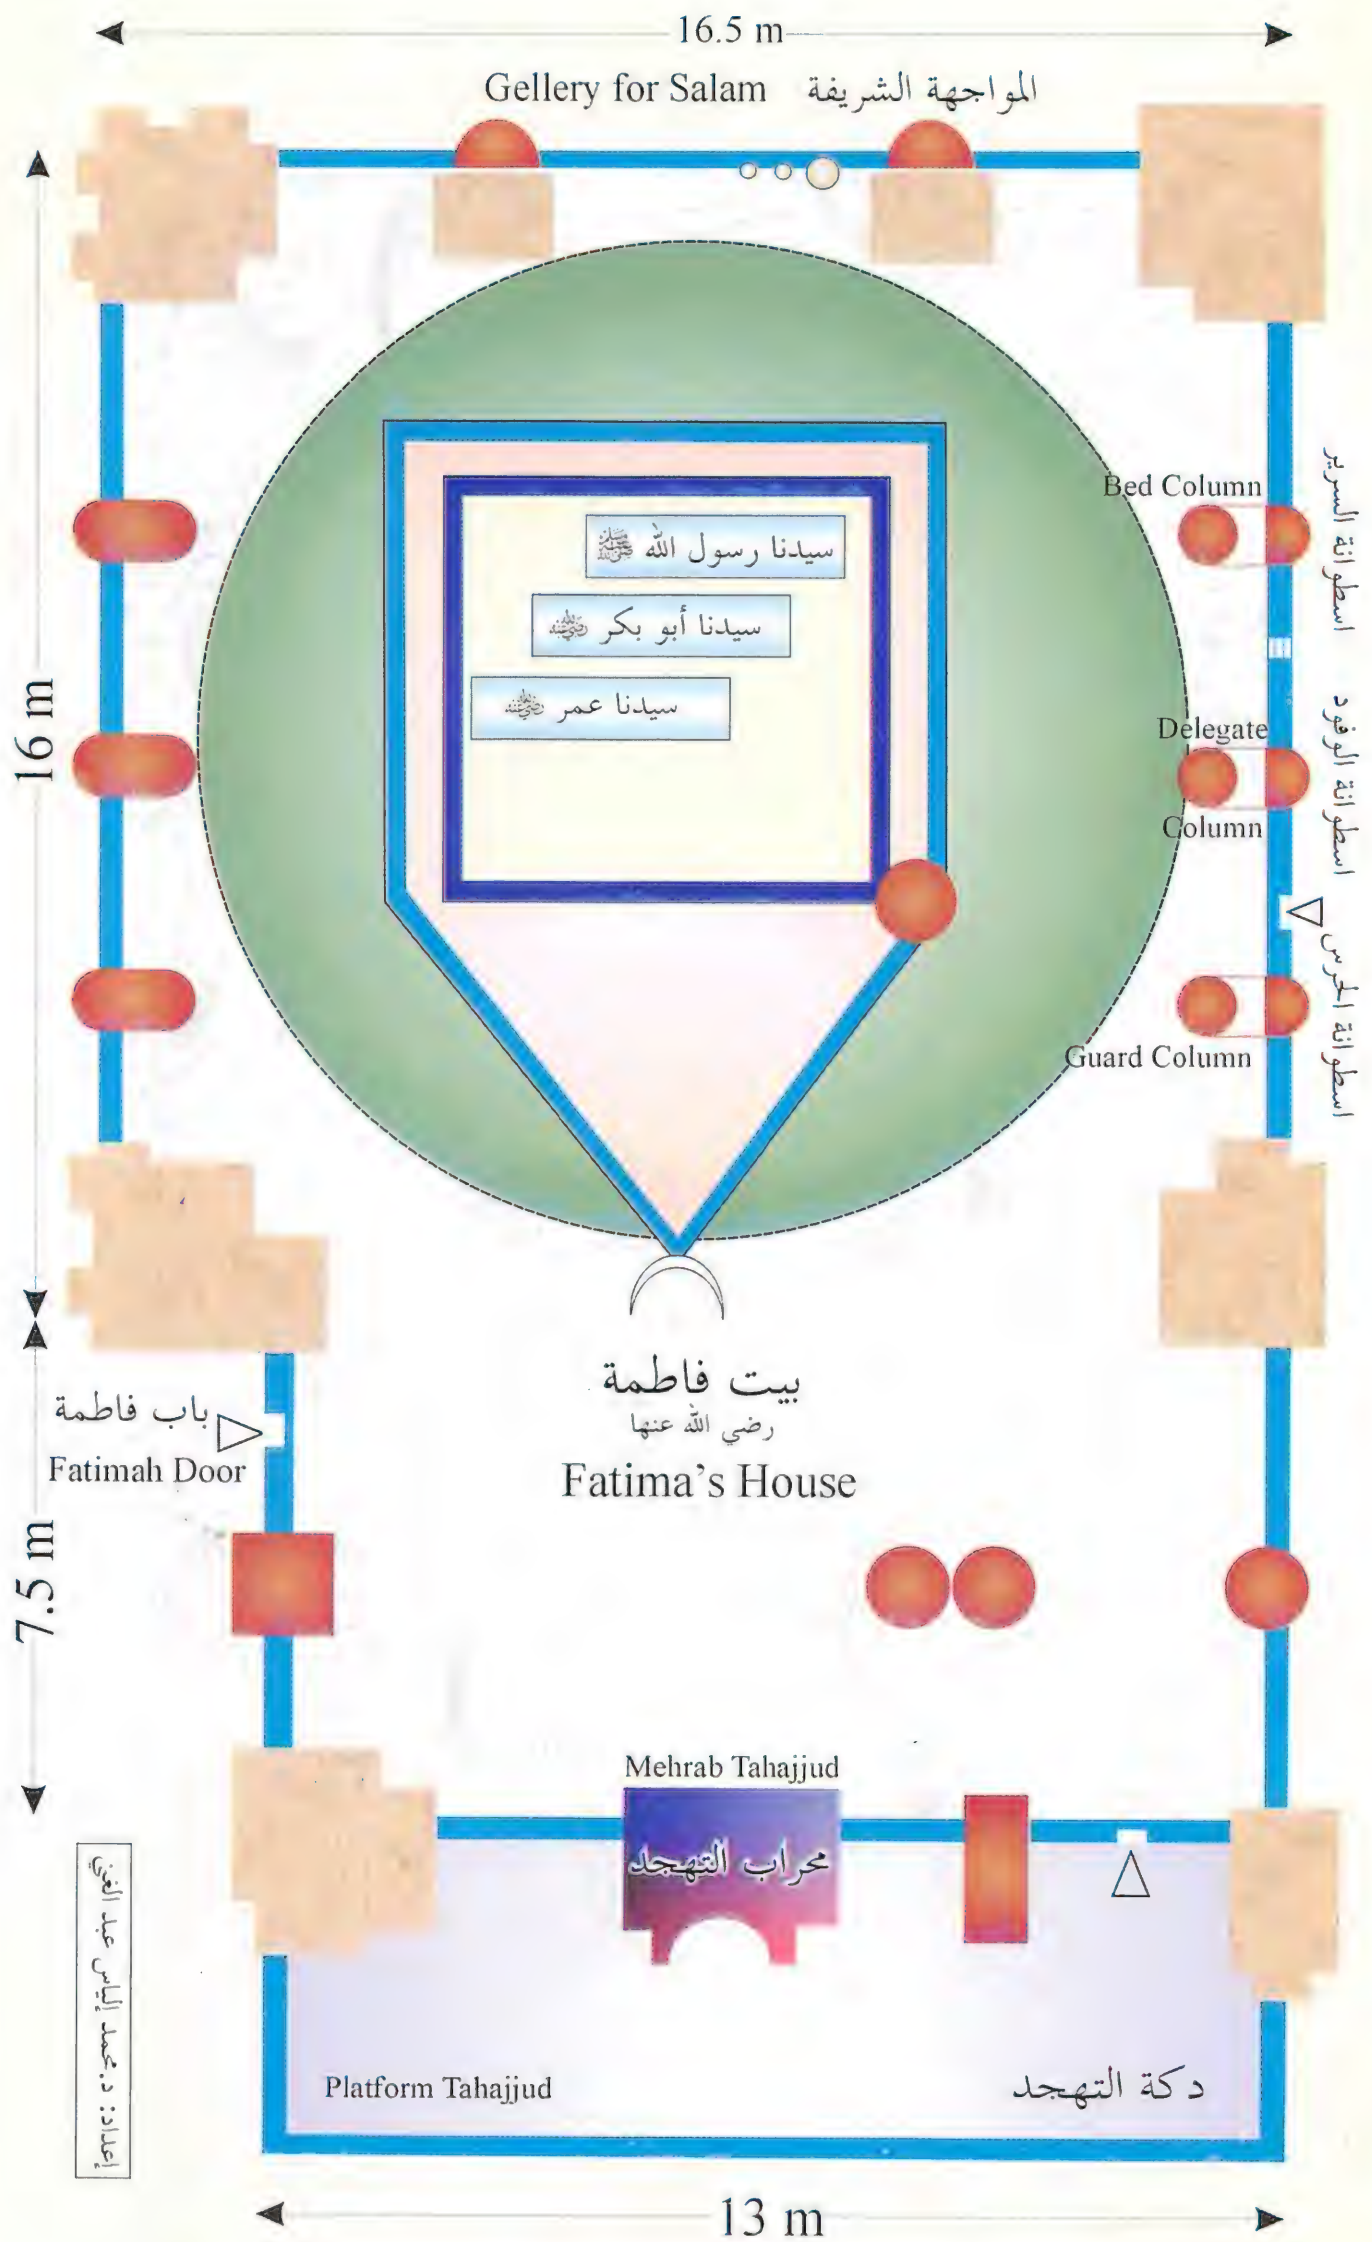 16.5 m
Gellery for Salam المواجهة الشريفة
Bed Column
اسطوانة السرير
سيدنا رسول الله ﷺ
سيدنا أبو بكر رضي الله عنه
سيدنا عمر رضي الله عنه
16 m
Delegate
Column
اسطوانة الوفود
Guard Column
اسطوانة الحرس
بيت فاطمة
رضي الله عنها
Fatima's House
باب فاطمة
Fatimah Door
7.5 m
Mehrab Tahajjud
محراب التهجد
Platform Tahajjud
دكة التهجد
إعداد: د.محمد إلياس عبد الغني
13 m